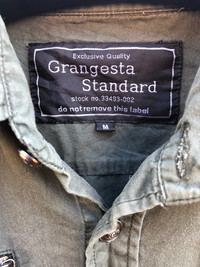 Exclusive Quality
Grangesta
Standard
stock no.33493-002
do not remove this label
M